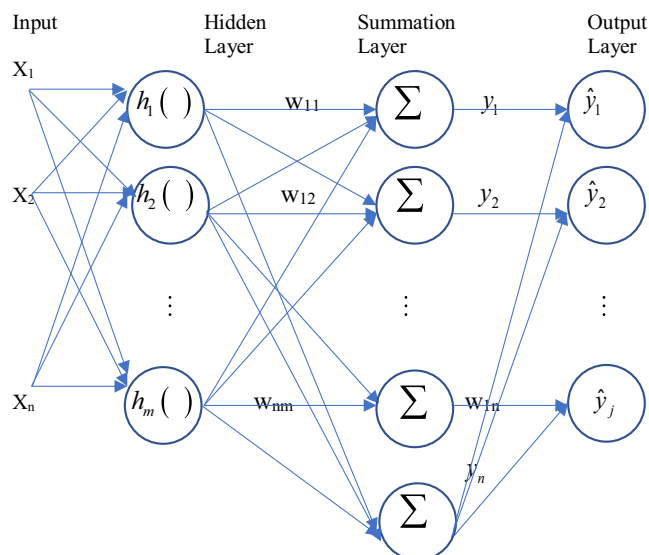 Input
Hidden Layer
Summation Layer
Output Layer
X1
h1( )
w11
∑
y1
ŷ1
X2
h2( )
w12
∑
y2
ŷ2
⋮
⋮
⋮
Xn
hm( )
wnm
∑
w1n
ŷj
yn
∑